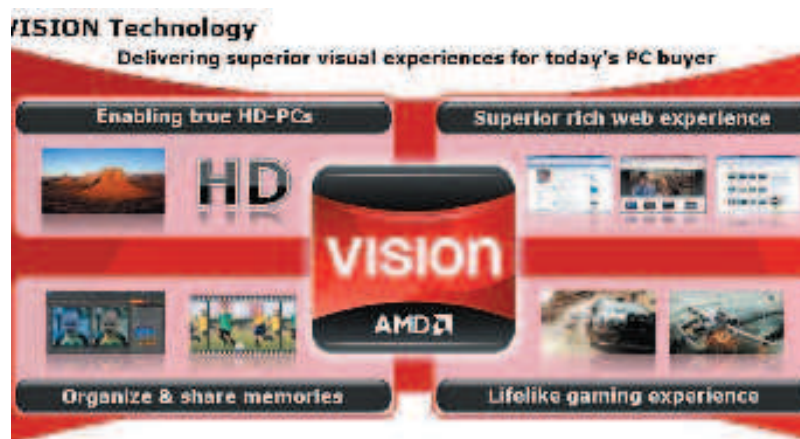 VISION Technology
Delivering superior visual experiences for today's PC buyer
Enabling true HD-PCs
Superior rich web experience
HD
VISION
AMD
Organize & share memories
Lifelike gaming experience